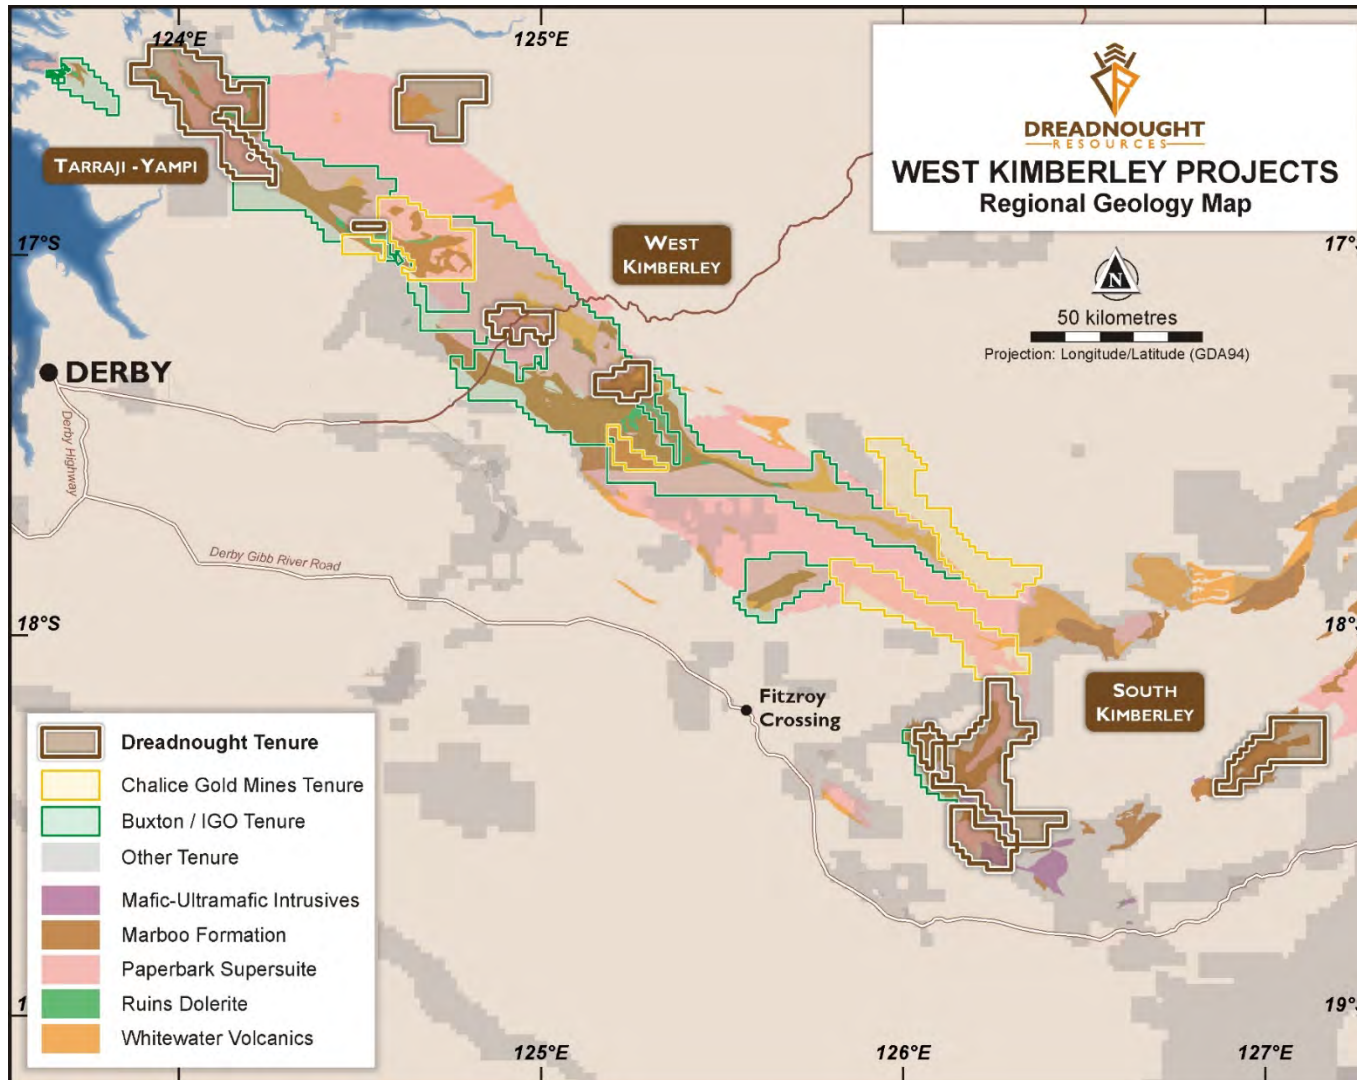 124°E
125°E
DREADNOUGHT
RESOURCES
WEST KIMBERLEY PROJECTS
Regional Geology Map
TARRAJI - YAMPI
17°S
WEST
KIMBERLEY
17°S
N
50 kilometres
Projection: Longitude/Latitude (GDA94)
DERBY
Derby Highway
Derby Gibb River Road
18°S
18°S
Fitzroy
Crossing
SOUTH
KIMBERLEY
Dreadnought Tenure
Chalice Gold Mines Tenure
Buxton / IGO Tenure
Other Tenure
Mafic-Ultramafic Intrusives
Marboo Formation
Paperbark Supersuite
Ruins Dolerite
Whitewater Volcanics
1
19°S
125°E
126°E
127°E